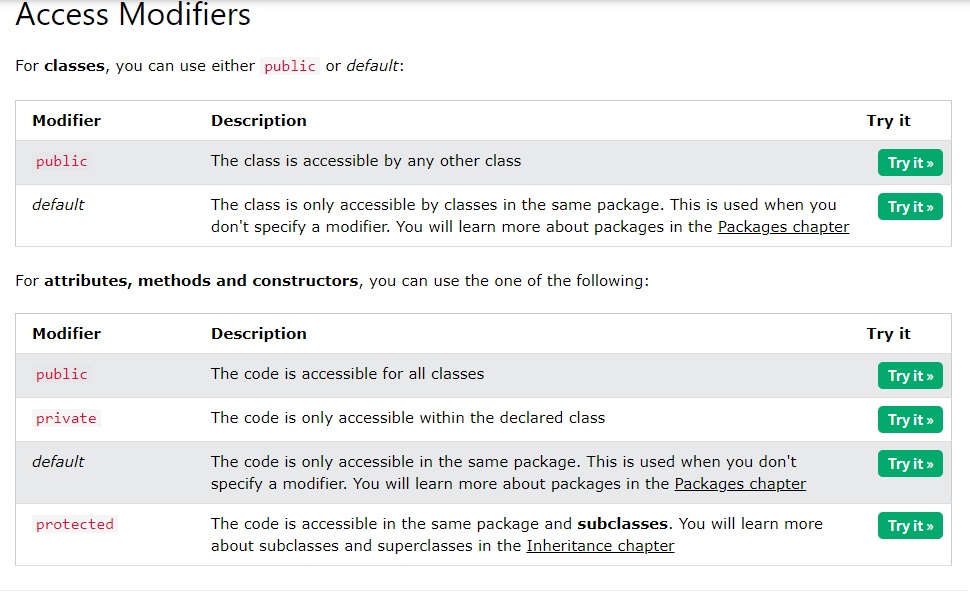 Access Modifiers
For classes, you can use either public or default:
Modifier Description Try it
public The class is accessible by any other class Try it »
default The class is only accessible by classes in the same package. This is used when you Try it »
don't specify a modifier. You will learn more about packages in the Packages chapter
For attributes, methods and constructors, you can use the one of the following:
Modifier Description Try it
public The code is accessible for all classes Try it »
private The code is only accessible within the declared class Try it »
default The code is only accessible in the same package. This is used when you don't Try it »
specify a modifier. You will learn more about packages in the Packages chapter
protected The code is accessible in the same package and subclasses. You will learn more Try it »
about subclasses and superclasses in the Inheritance chapter